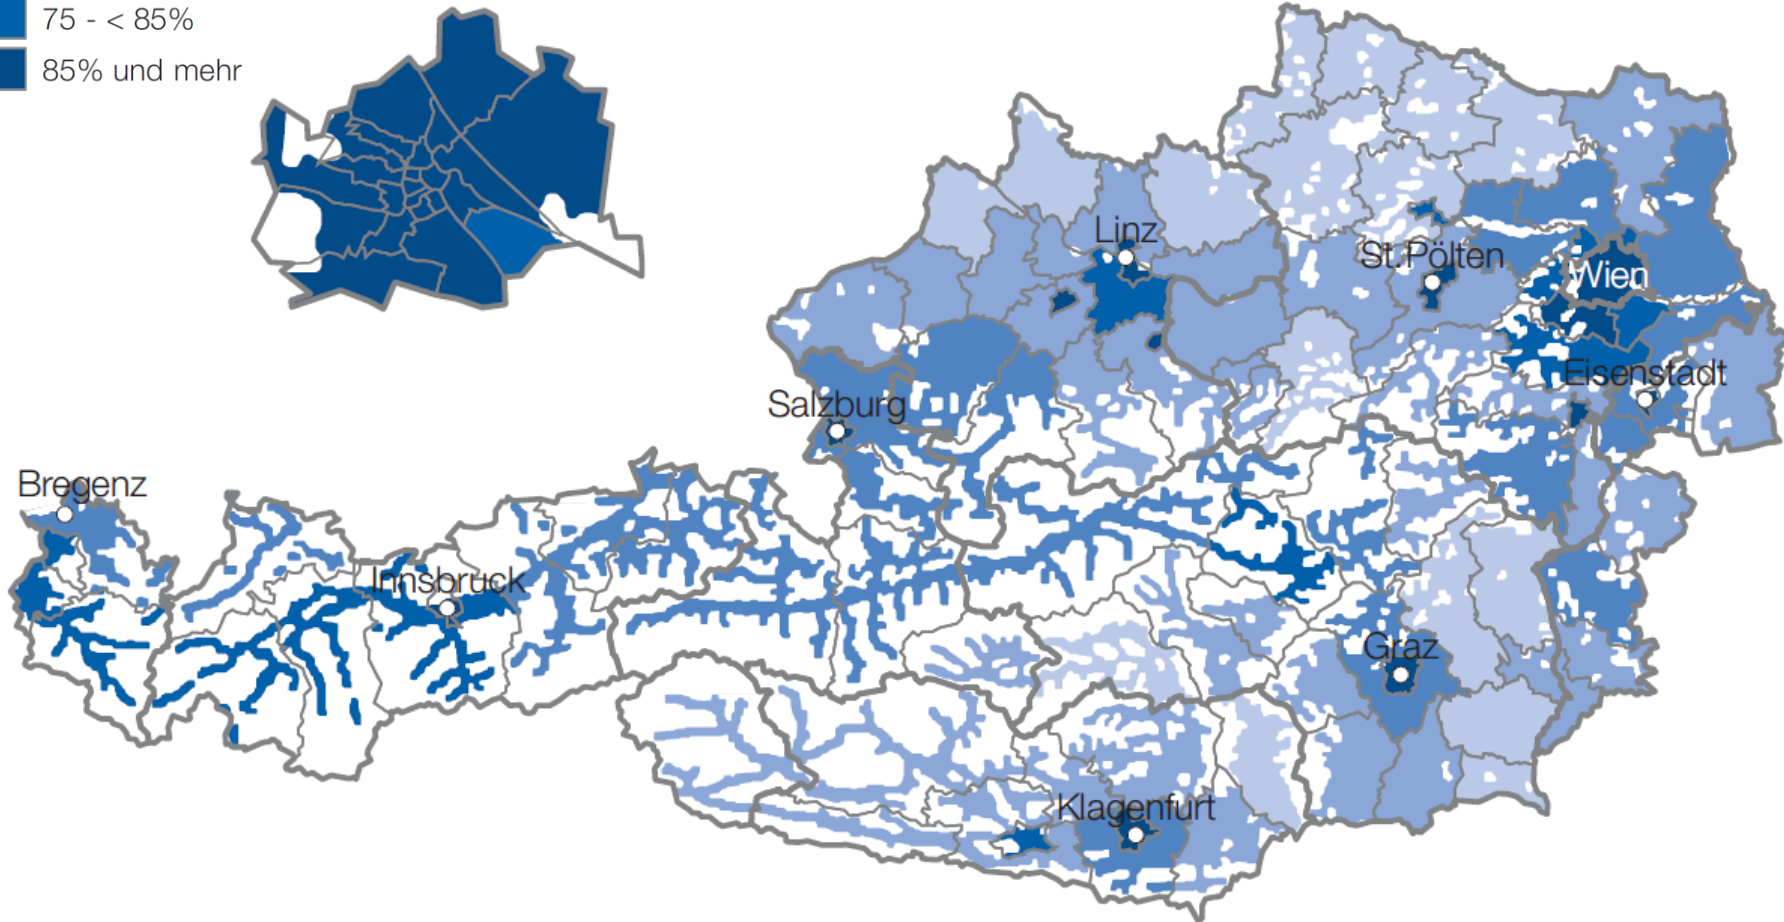 75 - < 85%
85% und mehr
Linz
St.Pölten
Wien
Eisenstadt
Salzburg
Bregenz
Innsbruck
Graz
Klagenfurt